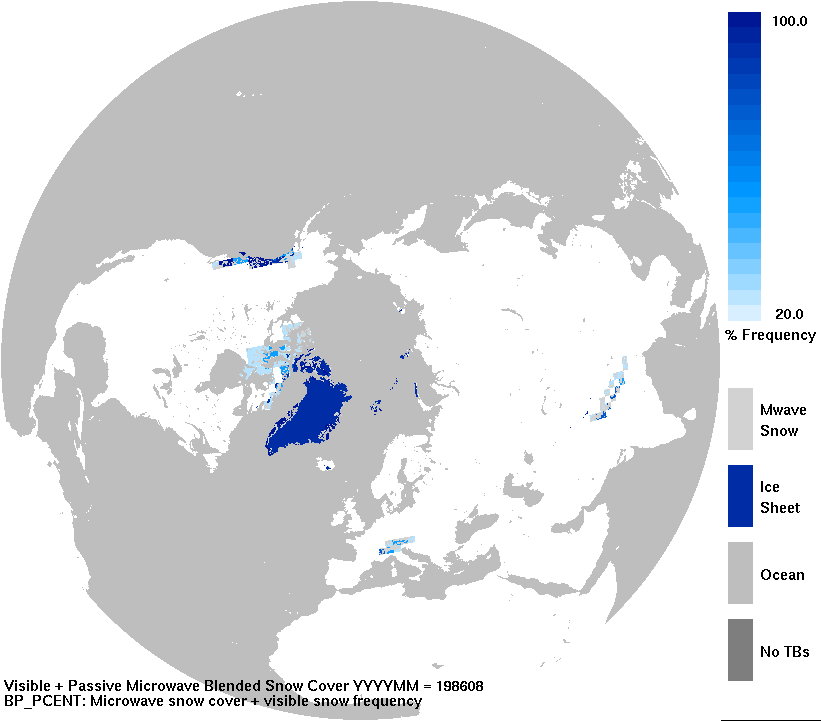 100.0
20.0
% Frequency
Mwave
Snow
Ice
Sheet
Ocean
No TBs
Visible + Passive Microwave Blended Snow Cover YYYYMM = 198608
BP_PCENT: Microwave snow cover + visible snow frequency